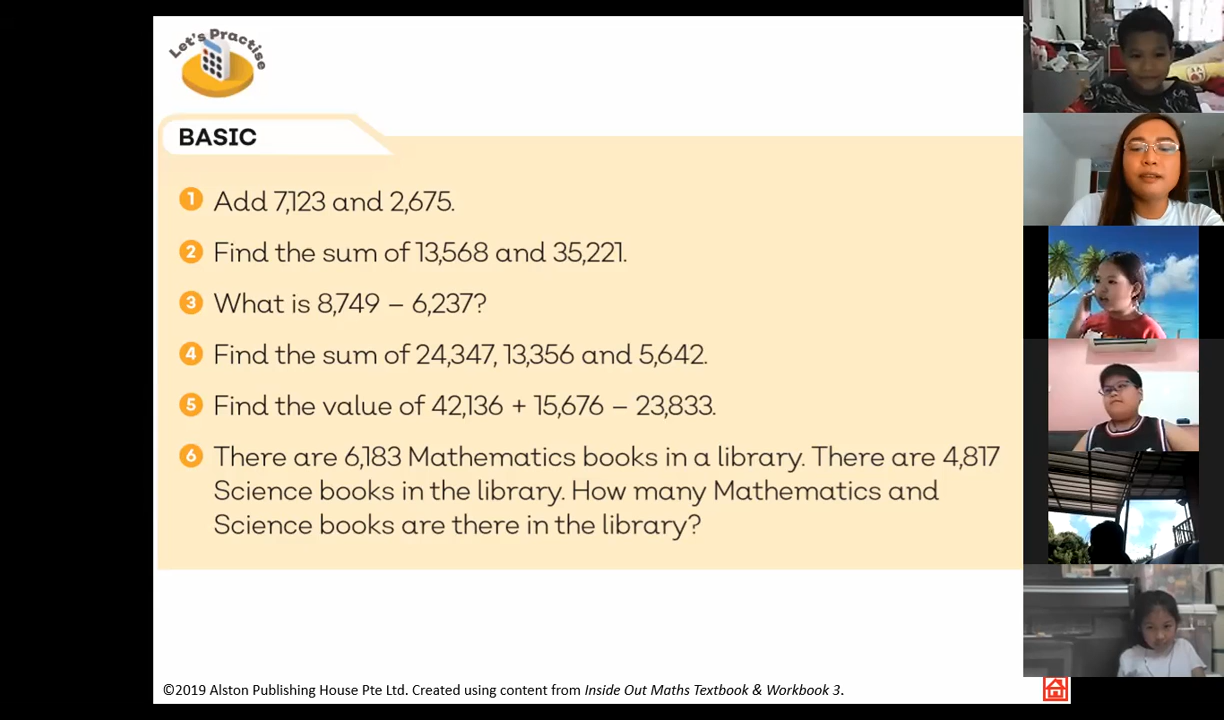 Let's Practise
BASIC
1 Add 7,123 and 2,675.
2 Find the sum of 13,568 and 35,221.
3 What is 8,749 – 6,237?
4 Find the sum of 24,347, 13,356 and 5,642.
5 Find the value of 42,136 + 15,676 – 23,833.
6 There are 6,183 Mathematics books in a library. There are 4,817
Science books in the library. How many Mathematics and
Science books are there in the library?
©2019 Alston Publishing House Pte Ltd. Created using content from Inside Out Maths Textbook & Workbook 3.